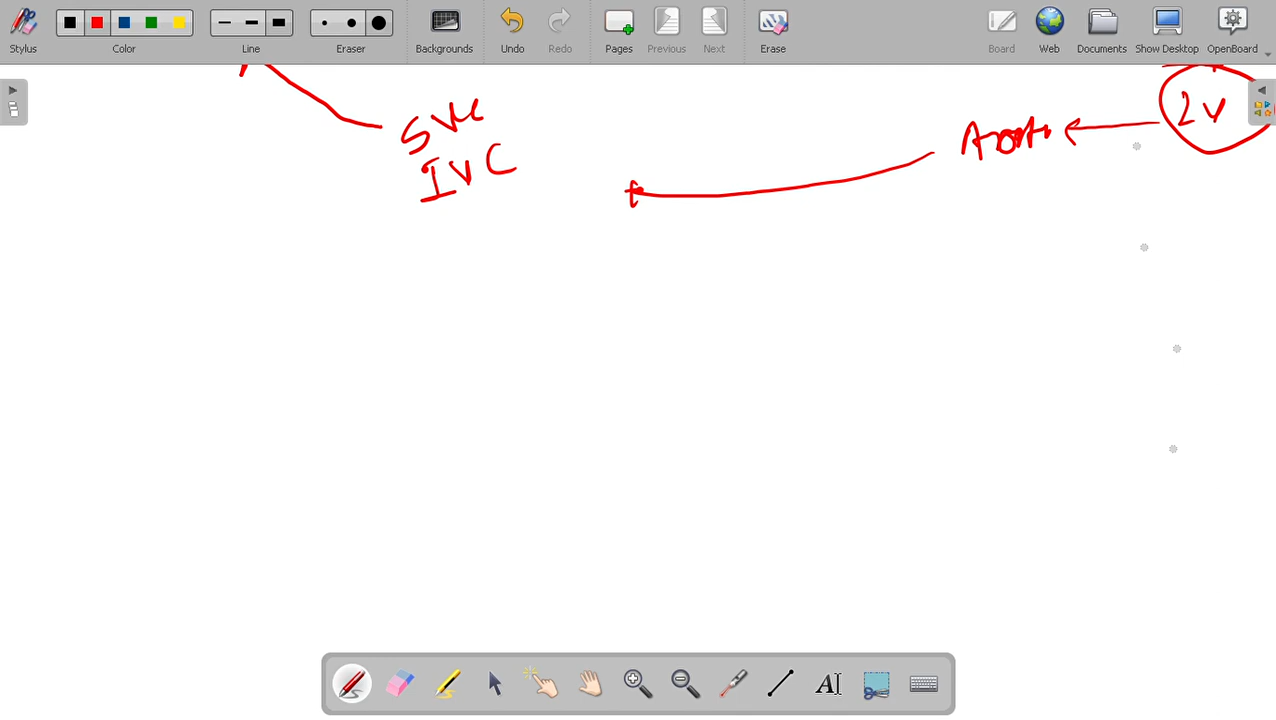 Stylus
Color
Line
Eraser
Backgrounds
Undo
Redo
Pages
Previous
Next
Erase
Board
Web
Documents
Show Desktop
OpenBoard
SVC
IVC
AI